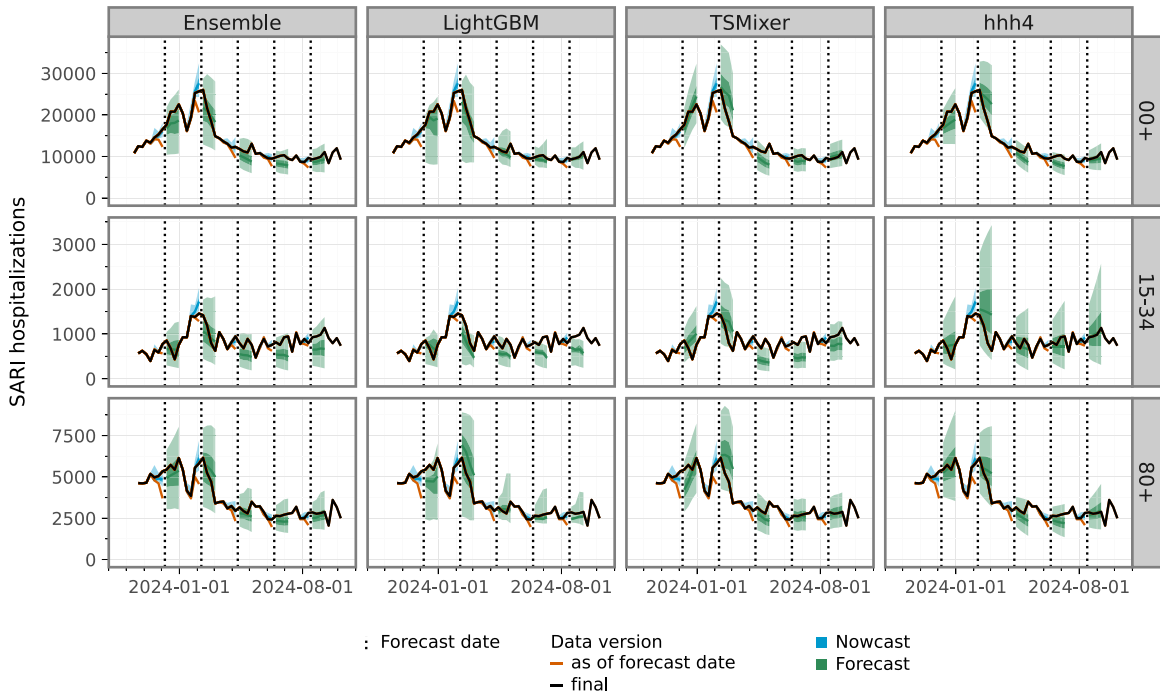 Ensemble LightGBM TSMixer hhh4
SARI hospitalizations
30000
20000
10000
0
00+
3000
2000
1000
0
15-34
7500
5000
2500
0
80+
2024-01-01 2024-08-01 2024-01-01 2024-08-01 2024-01-01 2024-08-01 2024-01-01 2024-08-01
Forecast date
Data version
as of forecast date
final
Nowcast
Forecast